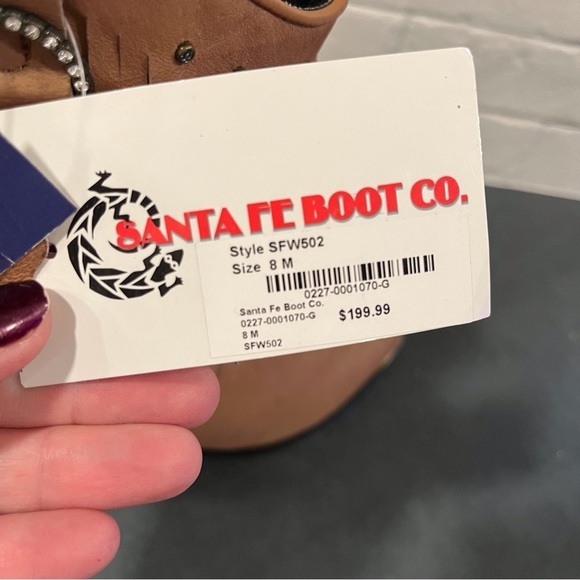 SANTA FE BOOT CO.
Style SFW502
Size 8 M
0227-0001070-G
Santa Fe Boot Co.
0227-0001070-G $199.99
8 M
SFW502